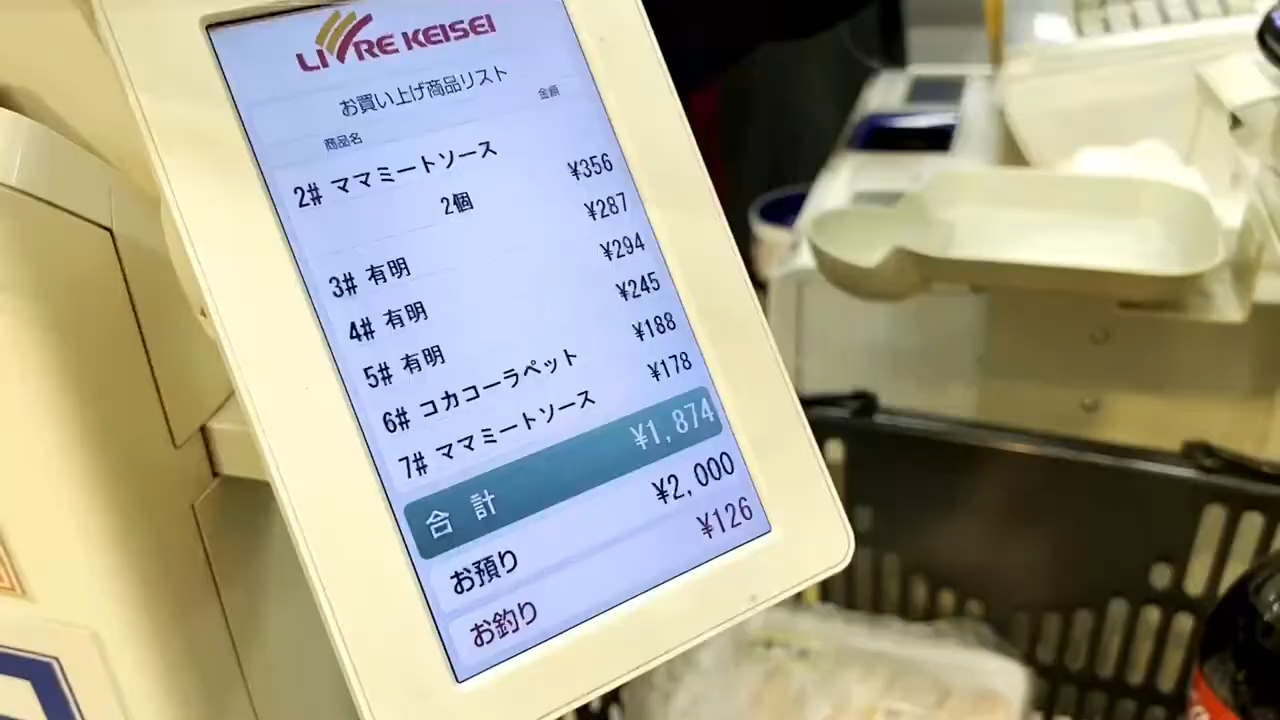 LIVRE KEISEI
お買い上げ商品リスト
商品名 金額
2# ママミートソース
2個 ¥356
3# 有明 ¥287
4# 有明 ¥294
5# 有明 ¥245
6# コカコーラペット ¥188
7# ママミートソース ¥178
合計 ¥1,874
お預り ¥2,000
お釣り ¥126